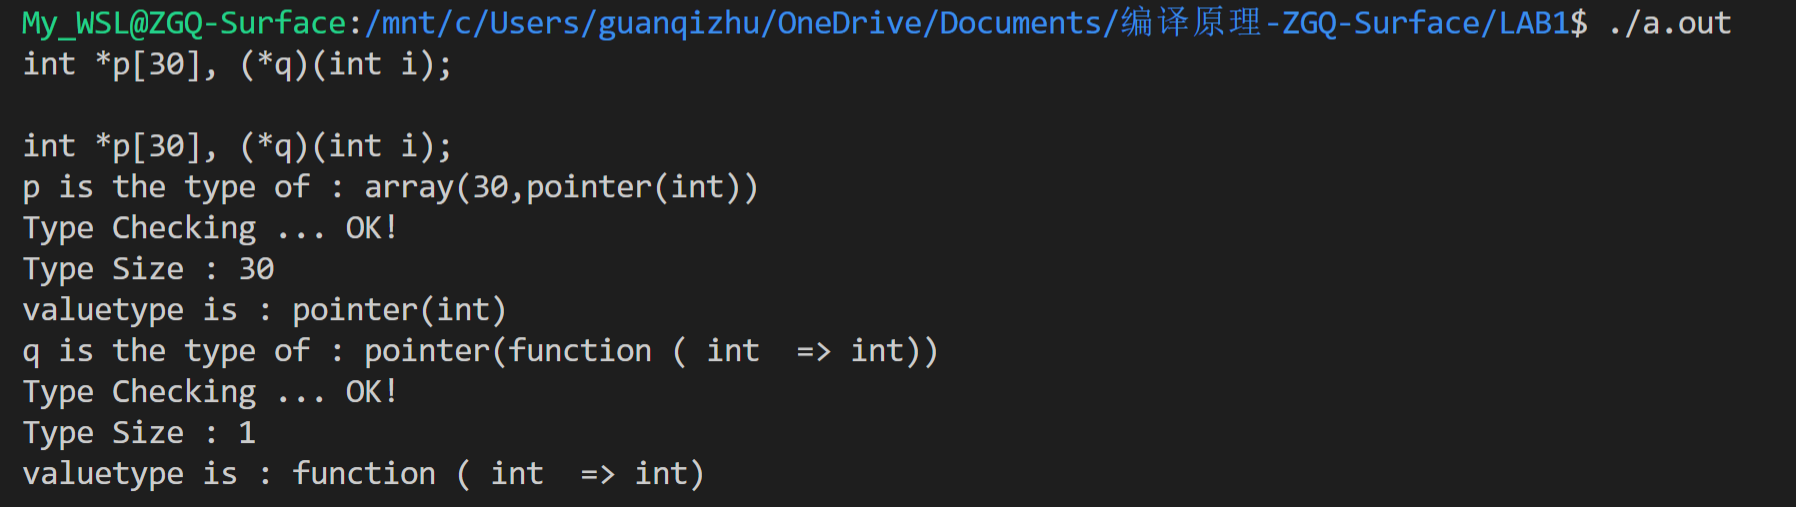 My_WSL@ZGQ-Surface:/mnt/c/Users/guanqizhu/OneDrive/Documents/编译原理-ZGQ-Surface/LAB1$ ./a.out
int *p[30], (*q)(int i);
int *p[30], (*q)(int i);
p is the type of : array(30,pointer(int))
Type Checking ... OK!
Type Size : 30
valuetype is : pointer(int)
q is the type of : pointer(function ( int  => int))
Type Checking ... OK!
Type Size : 1
valuetype is : function ( int  => int)